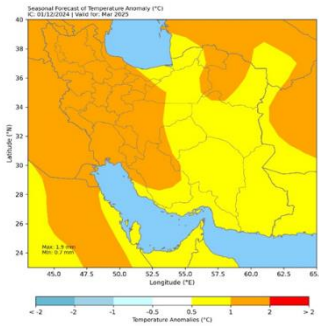 Seasonal Forecast of Temperature Anomaly (°C)
IC: 01/12/2024 | Valid for: Mar 2025
40
38
36
34
32
30
28
26
24
Latitude (°N)
Max: 1.9 mm
Min: 0.7 mm
45.0 47.5 50.0 52.5 55.0 57.5 60.0 62.5 65.0
Longitude (°E)
< -2 -2 -1 -0.5 0.5 1 2 > 2
Temperature Anomalies (°C)